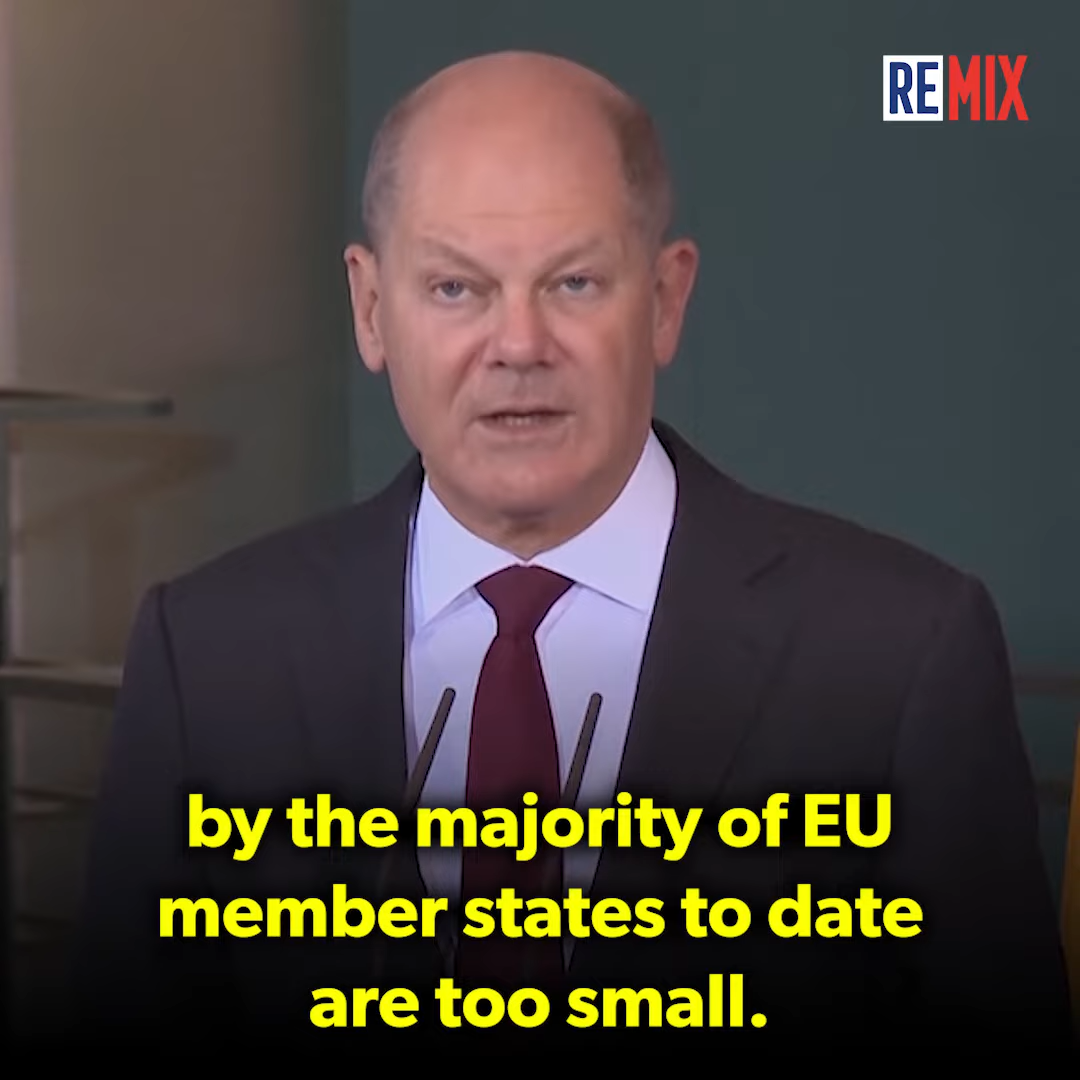 REMIX
by the majority of EU
member states to date
are too small.